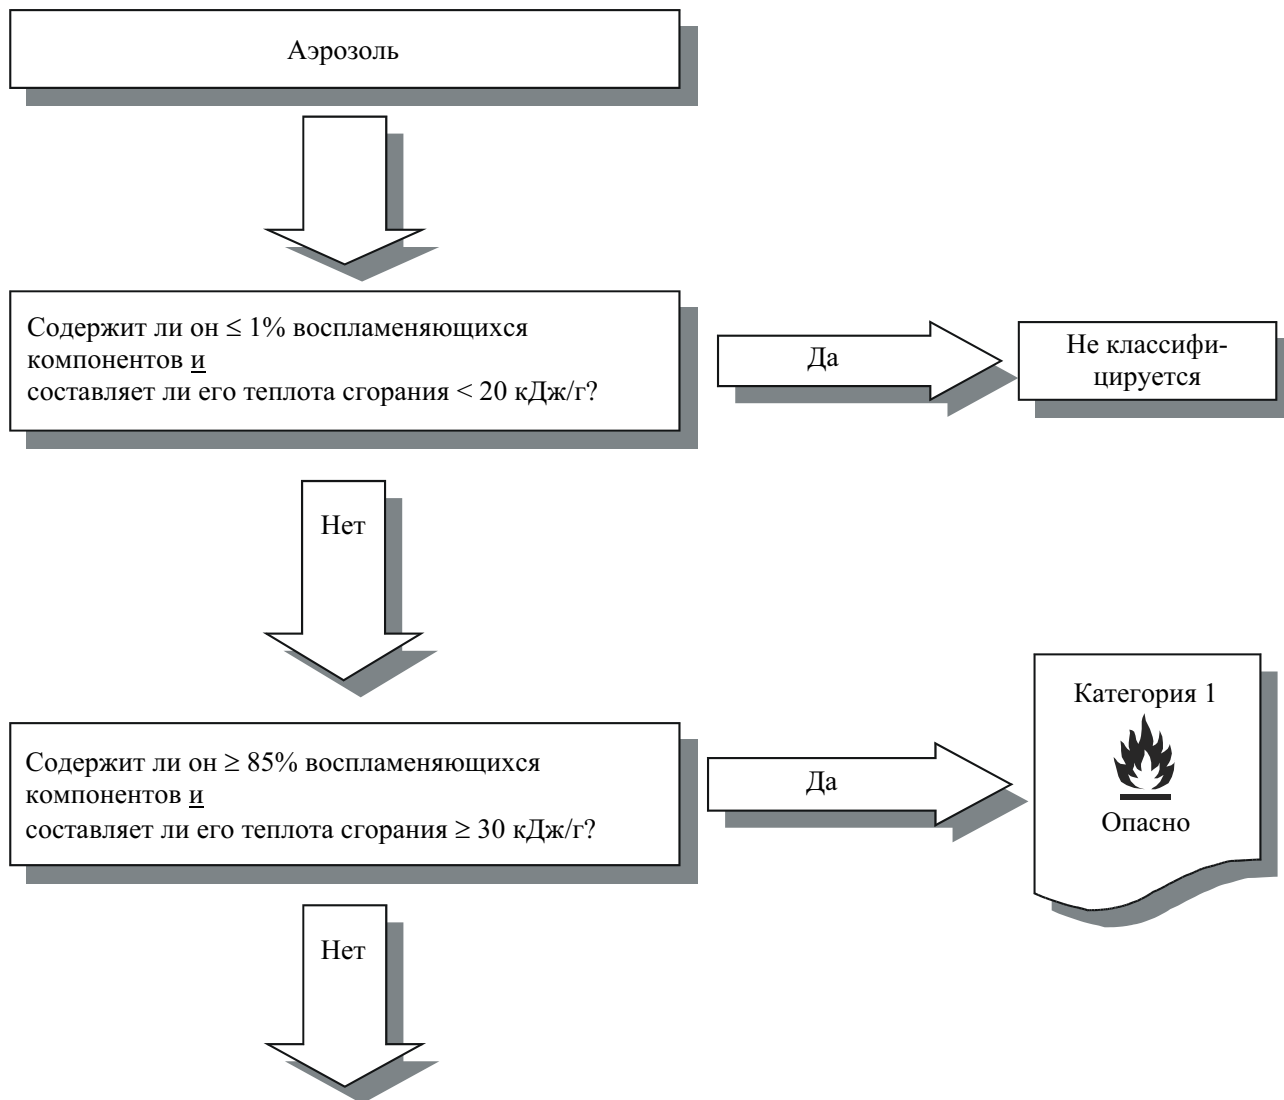 Аэрозоль
Содержит ли он ≤ 1% воспламеняющихся
компонентов и
составляет ли его теплота сгорания < 20 кДж/г?
Да
Не классифи-
цируется
Нет
Содержит ли он ≥ 85% воспламеняющихся
компонентов и
составляет ли его теплота сгорания ≥ 30 кДж/г?
Да
Категория 1
Опасно
Нет